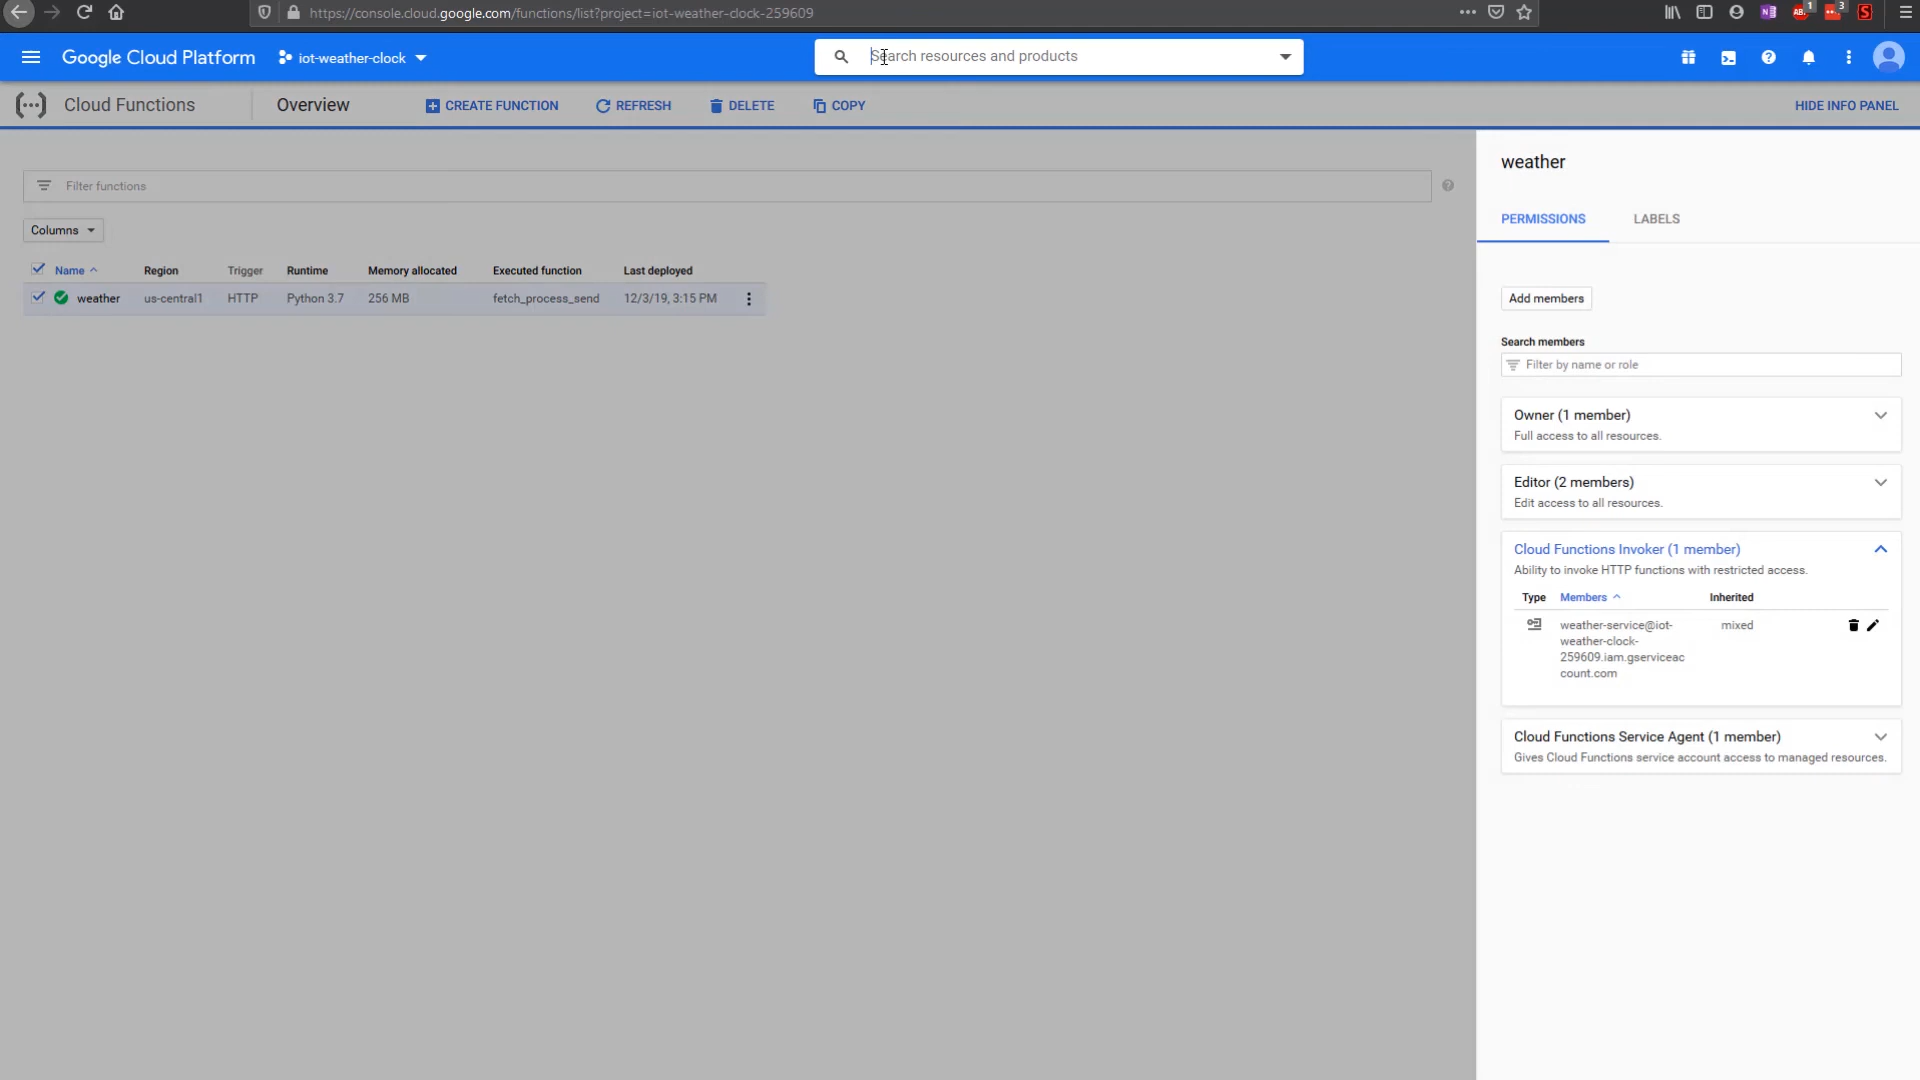 https://console.cloud.google.com/functions/list?project=iot-weather-clock-259609
1
3
Google Cloud Platform
iot-weather-clock
Search resources and products
Cloud Functions
Overview
CREATE FUNCTION
REFRESH
DELETE
COPY
HIDE INFO PANEL
Filter functions
Columns
Name Region Trigger Runtime Memory allocated Executed function Last deployed
weather us-central1 HTTP Python 3.7 256 MB fetch_process_send 12/3/19, 3:15 PM
weather
PERMISSIONS LABELS
Add members
Search members
Filter by name or role
Owner (1 member)
Full access to all resources.
Editor (2 members)
Edit access to all resources.
Cloud Functions Invoker (1 member)
Ability to invoke HTTP functions with restricted access.
Type Members Inherited
weather-service@iot-
weather-clock-
259609.iam.gserviceac
count.com
mixed
Cloud Functions Service Agent (1 member)
Gives Cloud Functions service account access to managed resources.